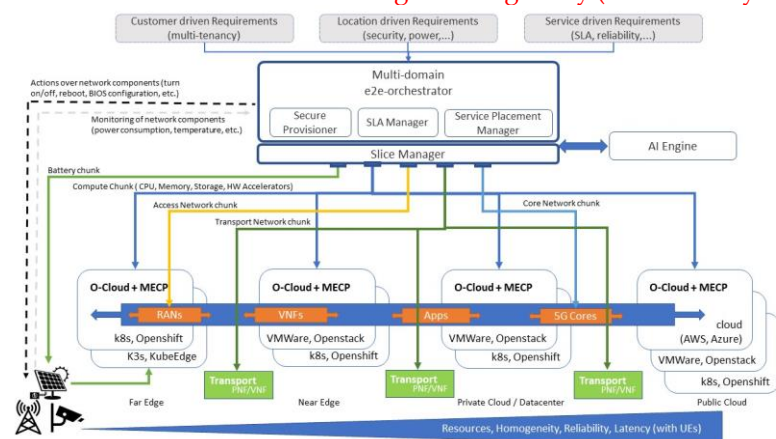 Customer driven Requirements
(multi-tenancy)
Location driven Requirements
(security, power,...)
Service driven Requirements
(SLA, reliability,...)
Multi-domain
e2e-orchestrator
Secure
Provisioner
SLA Manager
Service Placement
Manager
Slice Manager
AI Engine
Actions over network components (turn
on/off, reboot, BIOS configuration, etc.)
Monitoring of network components
(power consumption, temperature, etc.)
Battery chunk
Compute Chunk ( CPU, Memory, Storage, HW Accelerators)
Access Network chunk
Core Network chunk
Transport Network chunk
O-Cloud + MECP
O-Cloud + MECP
O-Cloud + MECP
O-Cloud + MECP
RANs
VNFs
Apps
5G Cores
k8s, Openshift
K3s, KubeEdge
VMWare, Openstack
k8s, Openshift
VMWare, Openstack
k8s, Openshift
cloud
(AWS, Azure)
VMWare, Openstack
k8s, Openshift
Transport
PNF/VNF
Transport
PNF/VNF
Transport
PNF/VNF
Far Edge
Near Edge
Private Cloud / Datacenter
Public Cloud
Resources, Homogeneity, Reliability, Latency (with UEs)